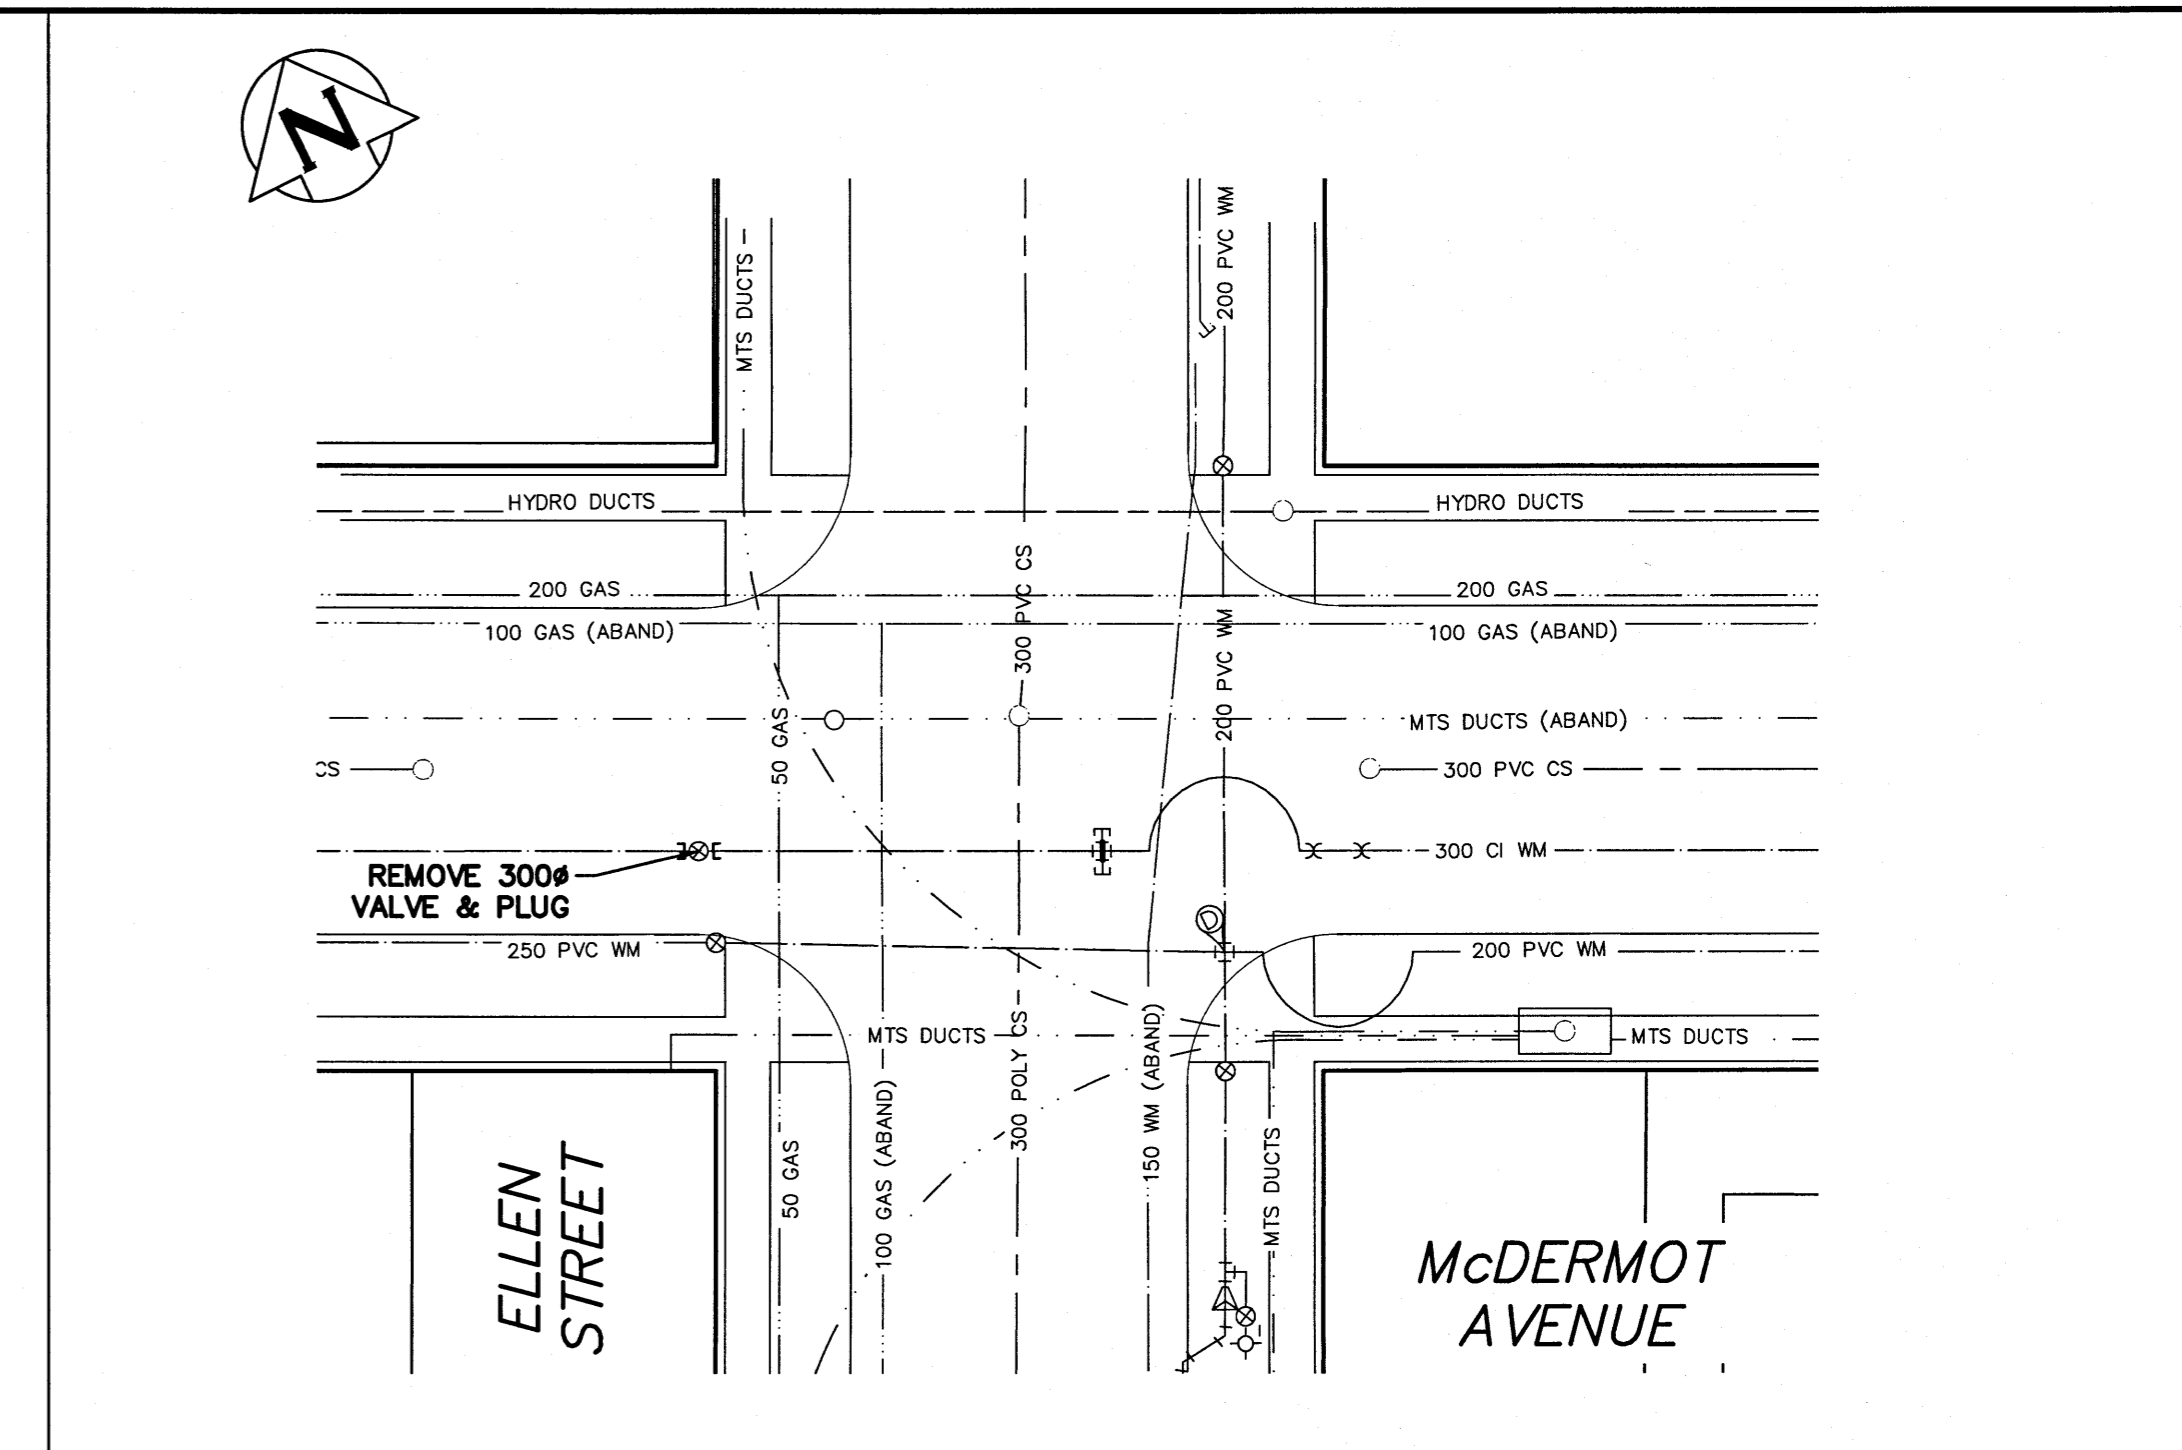 N
MTS DUCTS
200 PVC WM
HYDRO DUCTS
HYDRO DUCTS
300 PVC CS
200 GAS
200 GAS
100 GAS (ABAND)
100 GAS (ABAND)
200 PVC WM
50 GAS
MTS DUCTS (ABAND)
CS
300 PVC CS
300 CI WM
REMOVE 300ø
VALVE & PLUG
D
250 PVC WM
200 PVC WM
MTS DUCTS
MTS DUCTS
300 POLY CS
150 WM (ABAND)
100 GAS (ABAND)
50 GAS
MTS DUCTS
ELLEN
STREET
McDERMOT
AVENUE